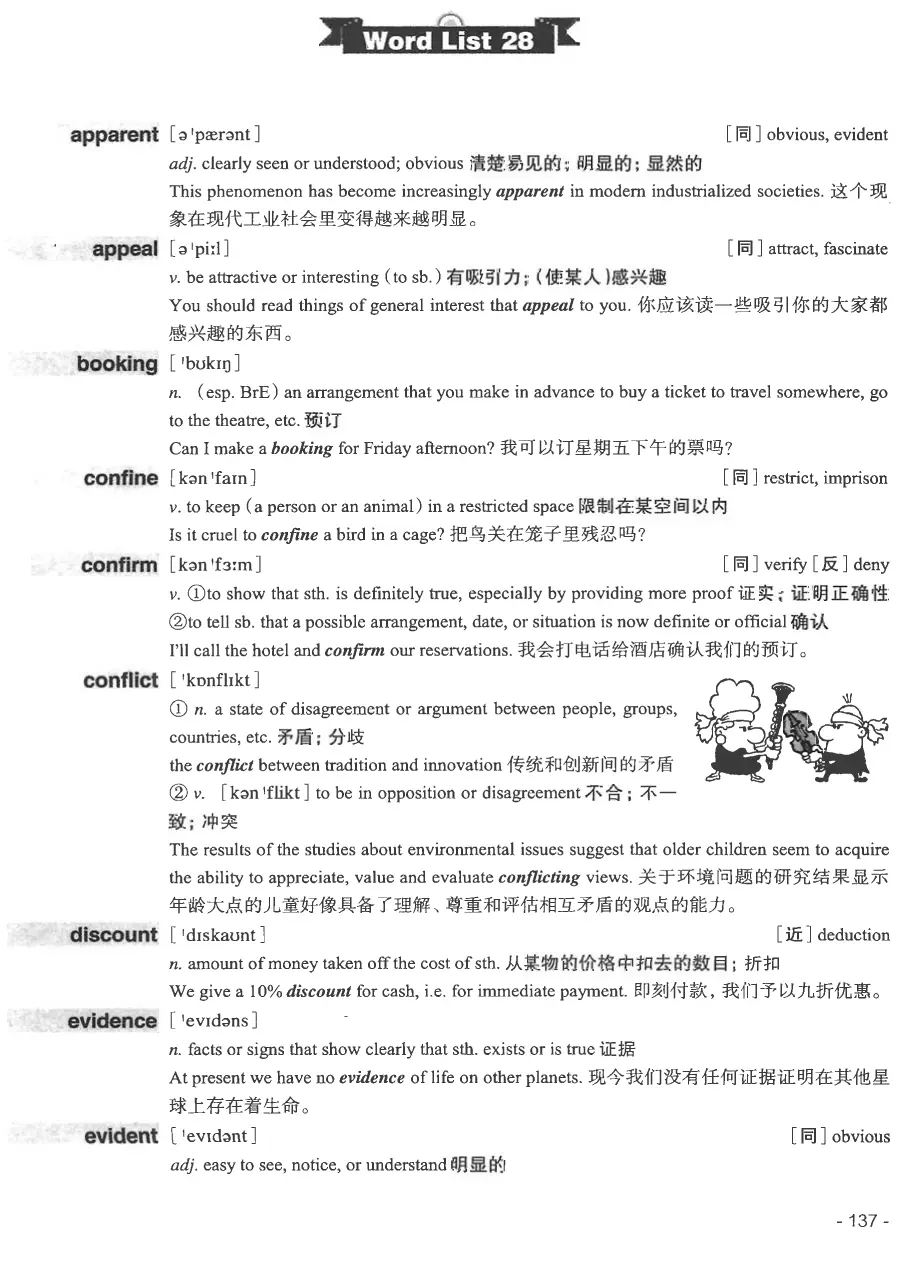 Word List 28
apparent [ə'pærənt] [同] obvious, evident
adj. clearly seen or understood; obvious 清楚易见的；明显的；显然的
This phenomenon has become increasingly apparent in modern industrialized societies. 这个现
象在现代工业社会里变得越来越明显。
appeal [ə'piːl] [同] attract, fascinate
v. be attractive or interesting (to sb.) 有吸引力；(使某人)感兴趣
You should read things of general interest that appeal to you. 你应该读一些吸引你的大家都
感兴趣的东西。
booking ['bʊkɪŋ]
n. (esp. BrE) an arrangement that you make in advance to buy a ticket to travel somewhere, go
to the theatre, etc. 预订
Can I make a booking for Friday afternoon? 我可以订星期五下午的票吗?
confine [kən'faɪn] [同] restrict, imprison
v. to keep (a person or an animal) in a restricted space 限制在某空间以内
Is it cruel to confine a bird in a cage? 把鸟关在笼子里残忍吗?
confirm [kən'fɜːm] [同] verify [反] deny
v. ①to show that sth. is definitely true, especially by providing more proof 证实；证明正确性
②to tell sb. that a possible arrangement, date, or situation is now definite or official 确认
I'll call the hotel and confirm our reservations. 我会打电话给酒店确认我们的预订。
conflict ['kɒnflɪkt]
① n. a state of disagreement or argument between people, groups,
countries, etc. 矛盾；分歧
the conflict between tradition and innovation 传统和创新间的矛盾
② v. [kən'flikt] to be in opposition or disagreement 不合；不一
致；冲突
The results of the studies about environmental issues suggest that older children seem to acquire
the ability to appreciate, value and evaluate conflicting views. 关于环境问题的研究结果显示
年龄大点的儿童好像具备了理解、尊重和评估相互矛盾的观点的能力。
discount ['dɪskaʊnt] [近] deduction
n. amount of money taken off the cost of sth. 从某物的价格中扣去的数目；折扣
We give a 10% discount for cash, i.e. for immediate payment. 即刻付款，我们予以九折优惠。
evidence ['evɪdəns]
n. facts or signs that show clearly that sth. exists or is true 证据
At present we have no evidence of life on other planets. 现今我们没有任何证据证明在其他星
球上存在着生命。
evident ['evɪdənt] [同] obvious
adj. easy to see, notice, or understand 明显的
- 137 -